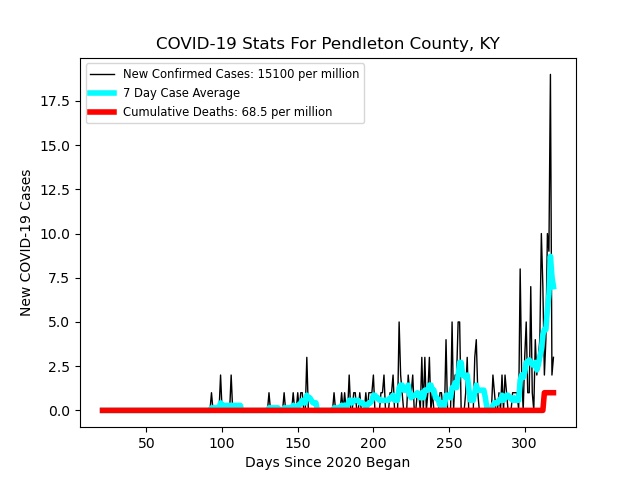 COVID-19 Stats For Pendleton County, KY
New Confirmed Cases: 15100 per million
7 Day Case Average
Cumulative Deaths: 68.5 per million
New COVID-19 Cases
17.5
15.0
12.5
10.0
7.5
5.0
2.5
0.0
50 100 150 200 250 300
Days Since 2020 Began